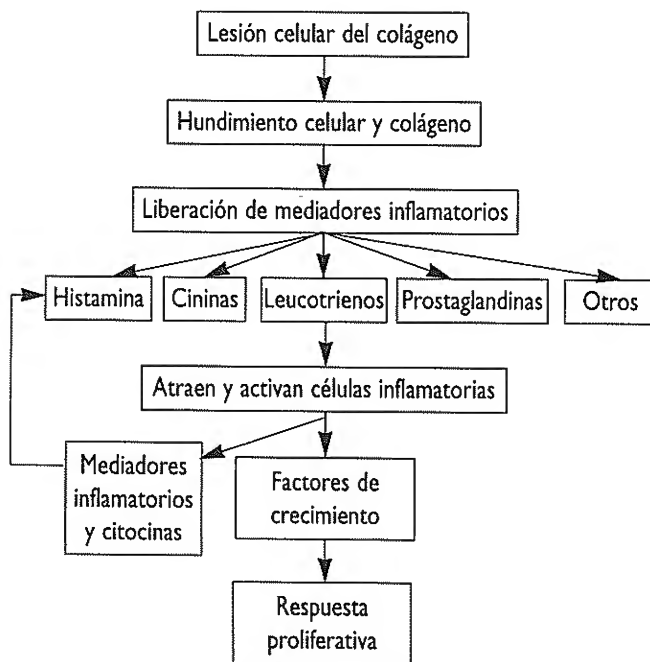 Lesión celular del colágeno
Hundimiento celular y colágeno
Liberación de mediadores inflamatorios
Histamina
Cininas
Leucotrienos
Prostaglandinas
Otros
Atraen y activan células inflamatorias
Mediadores
inflamatorios
y citocinas
Factores de
crecimiento
Respuesta
proliferativa